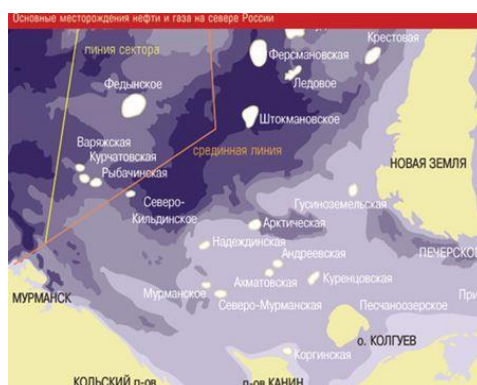 Основные месторождения нефти и газа на севере России
линия сектора
Ферсмановская
Крестовая
Ледовое
Федынское
Штокмановское
срединная линия
Варяжская
Курчатовская
Рыбачинская
НОВАЯ ЗЕМЛЯ
Северо-
Кильдинское
Гусиноземельская
Арктическая
Надеждинская
ПЕЧЕРСКО
Андреевская
Ахматовская
Куренцовская
МУРМАНСК
Мурманское
Северо-Мурманская
Песчаноозерское
При
о. КОЛГУЕВ
Коргинская
КОЛЬСКИЙ п-ов
п-ов КАНИН